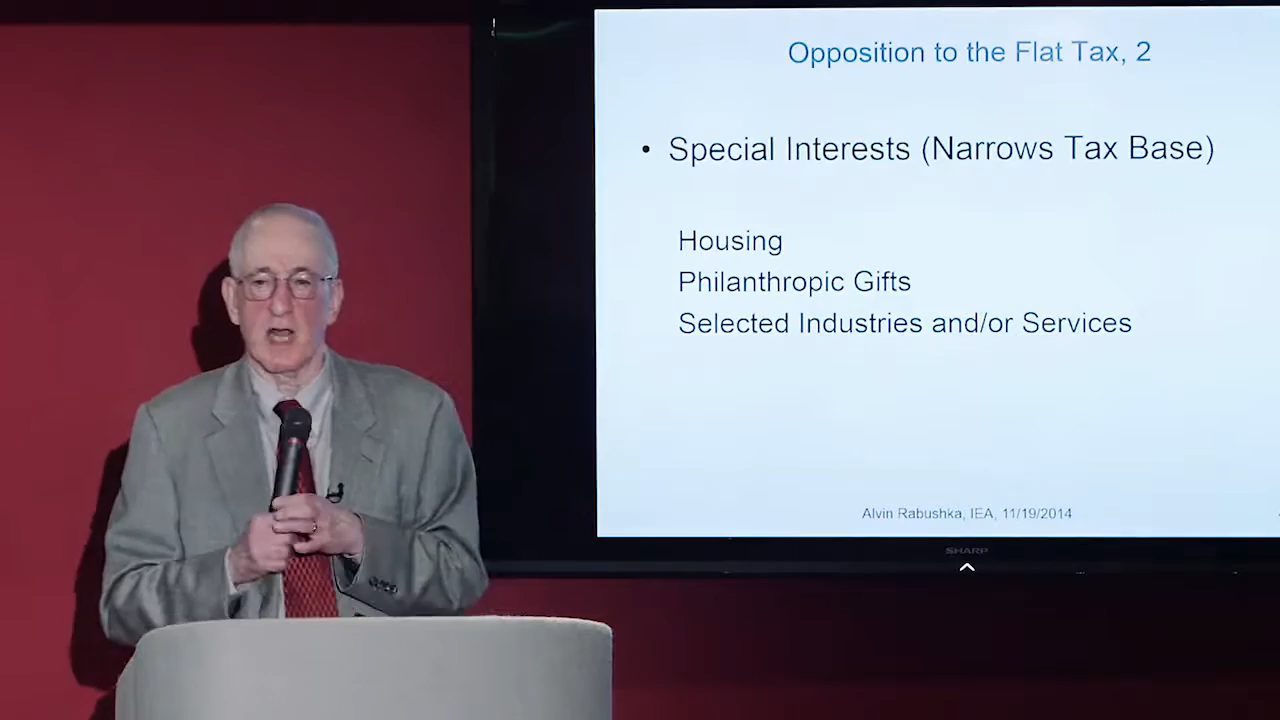 Opposition to the Flat Tax, 2
• Special Interests (Narrows Tax Base)
Housing
Philanthropic Gifts
Selected Industries and/or Services
Alvin Rabushka, IEA, 11/19/2014
SHARP